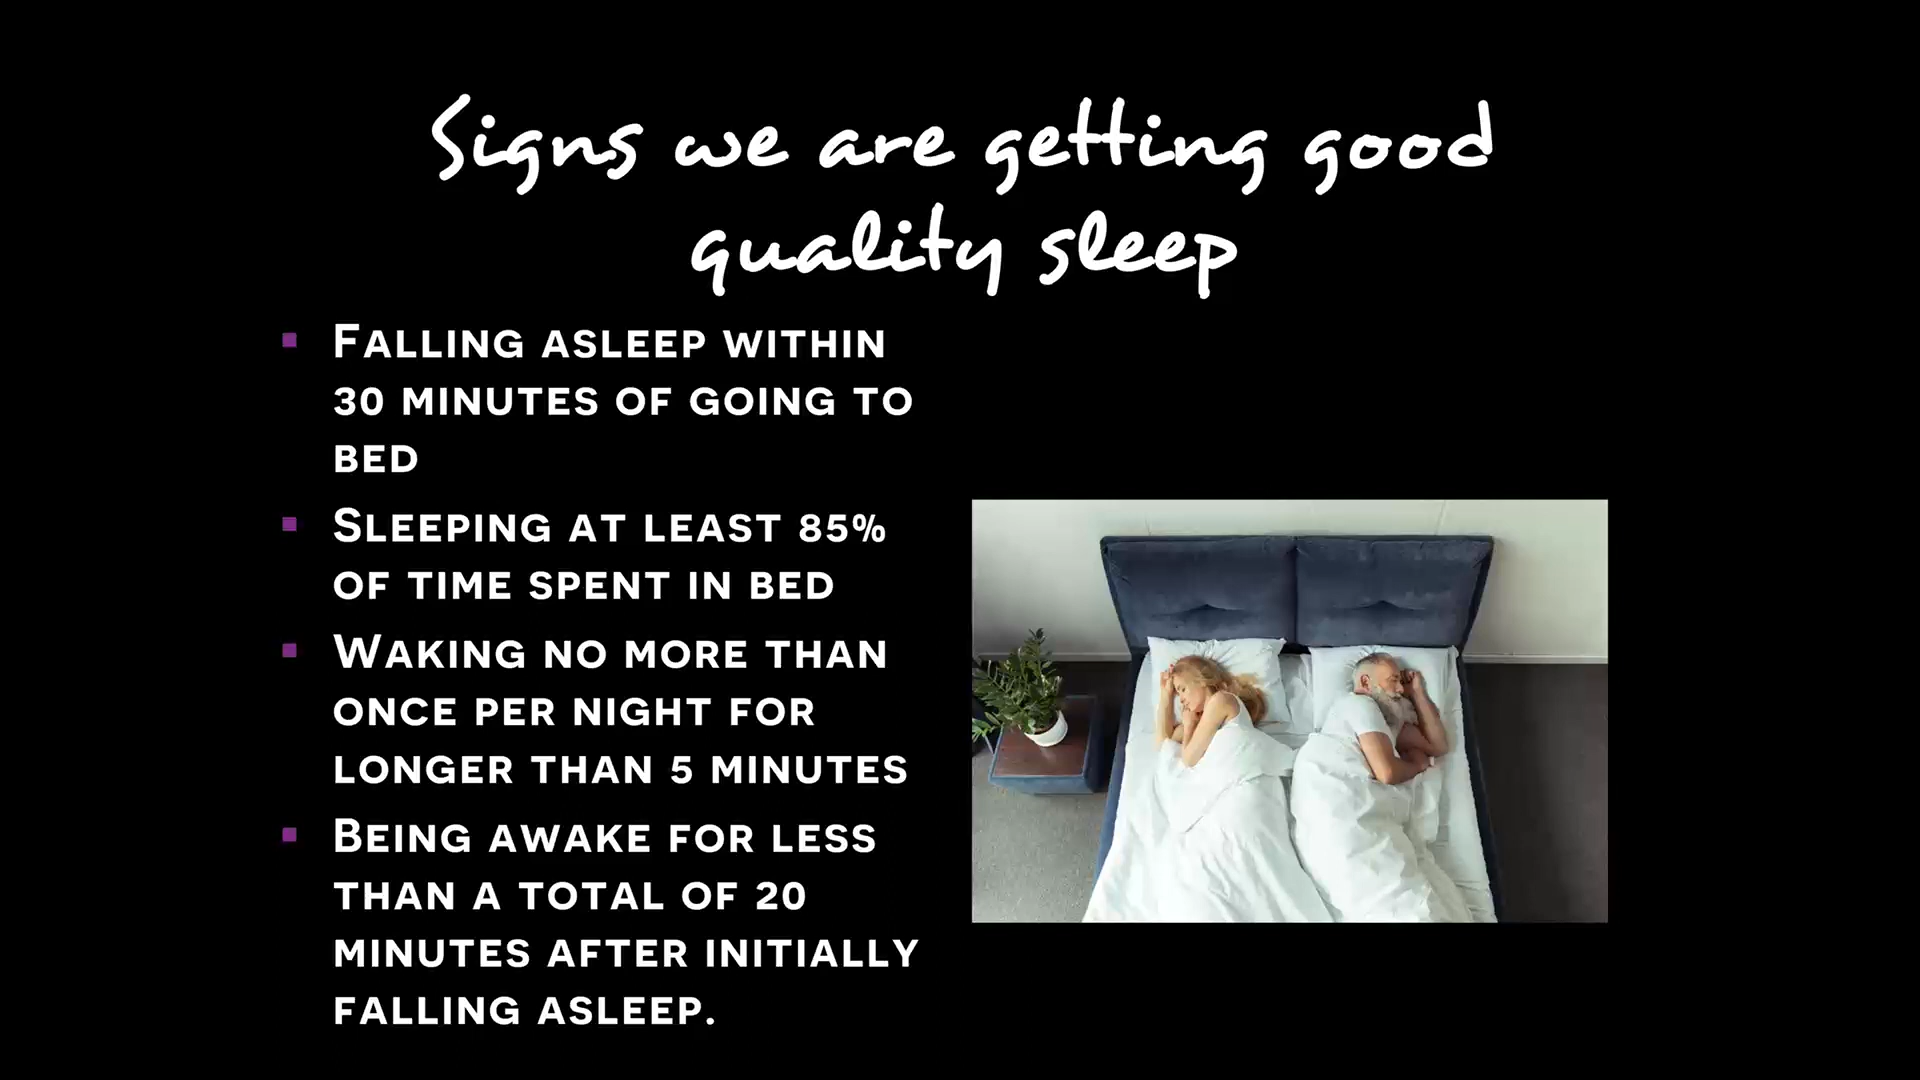 Signs we are getting good
quality sleep
▪ Falling asleep within
30 minutes of going to
bed
▪ Sleeping at least 85%
of time spent in bed
▪ Waking no more than
once per night for
longer than 5 minutes
▪ Being awake for less
than a total of 20
minutes after initially
falling asleep.